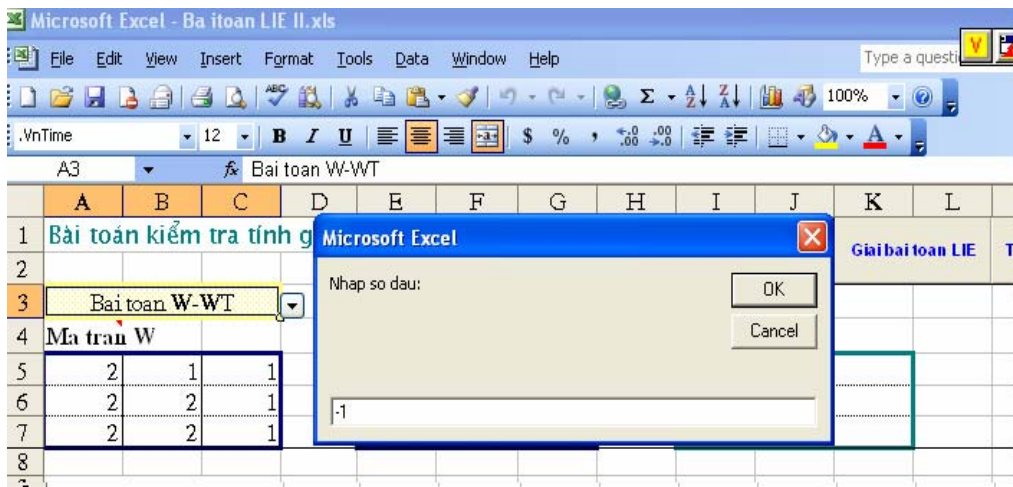 Microsoft Excel - Ba itoan LIE II.xls
File Edit View Insert Format Tools Data Window Help
V
ABC Σ A Z Z A 100%
.VnTime 12 B I U $ % , .00 .00 A
A3 fx Bai toan W-WT
A B C D E F G H I J K L
1 Bài toán kiểm tra tính g
Giai bai toan LIE T
2
3 Bai toan W-WT
4 Ma tran W
5 2 1 1
6 2 2 1
7 2 2 1
8
Microsoft Excel
Nhap so dau:
OK
Cancel
-1